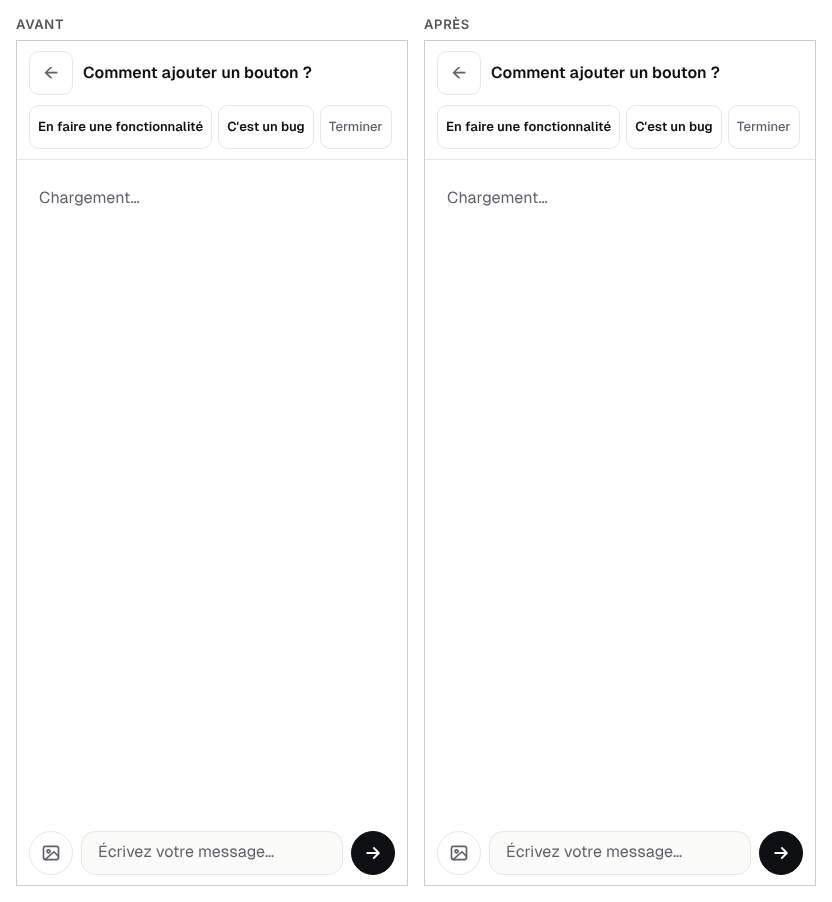 AVANT
Comment ajouter un bouton ?
En faire une fonctionnalité C'est un bug Terminer
Chargement…
Écrivez votre message…
APRÈS
Comment ajouter un bouton ?
En faire une fonctionnalité C'est un bug Terminer
Chargement…
Écrivez votre message…